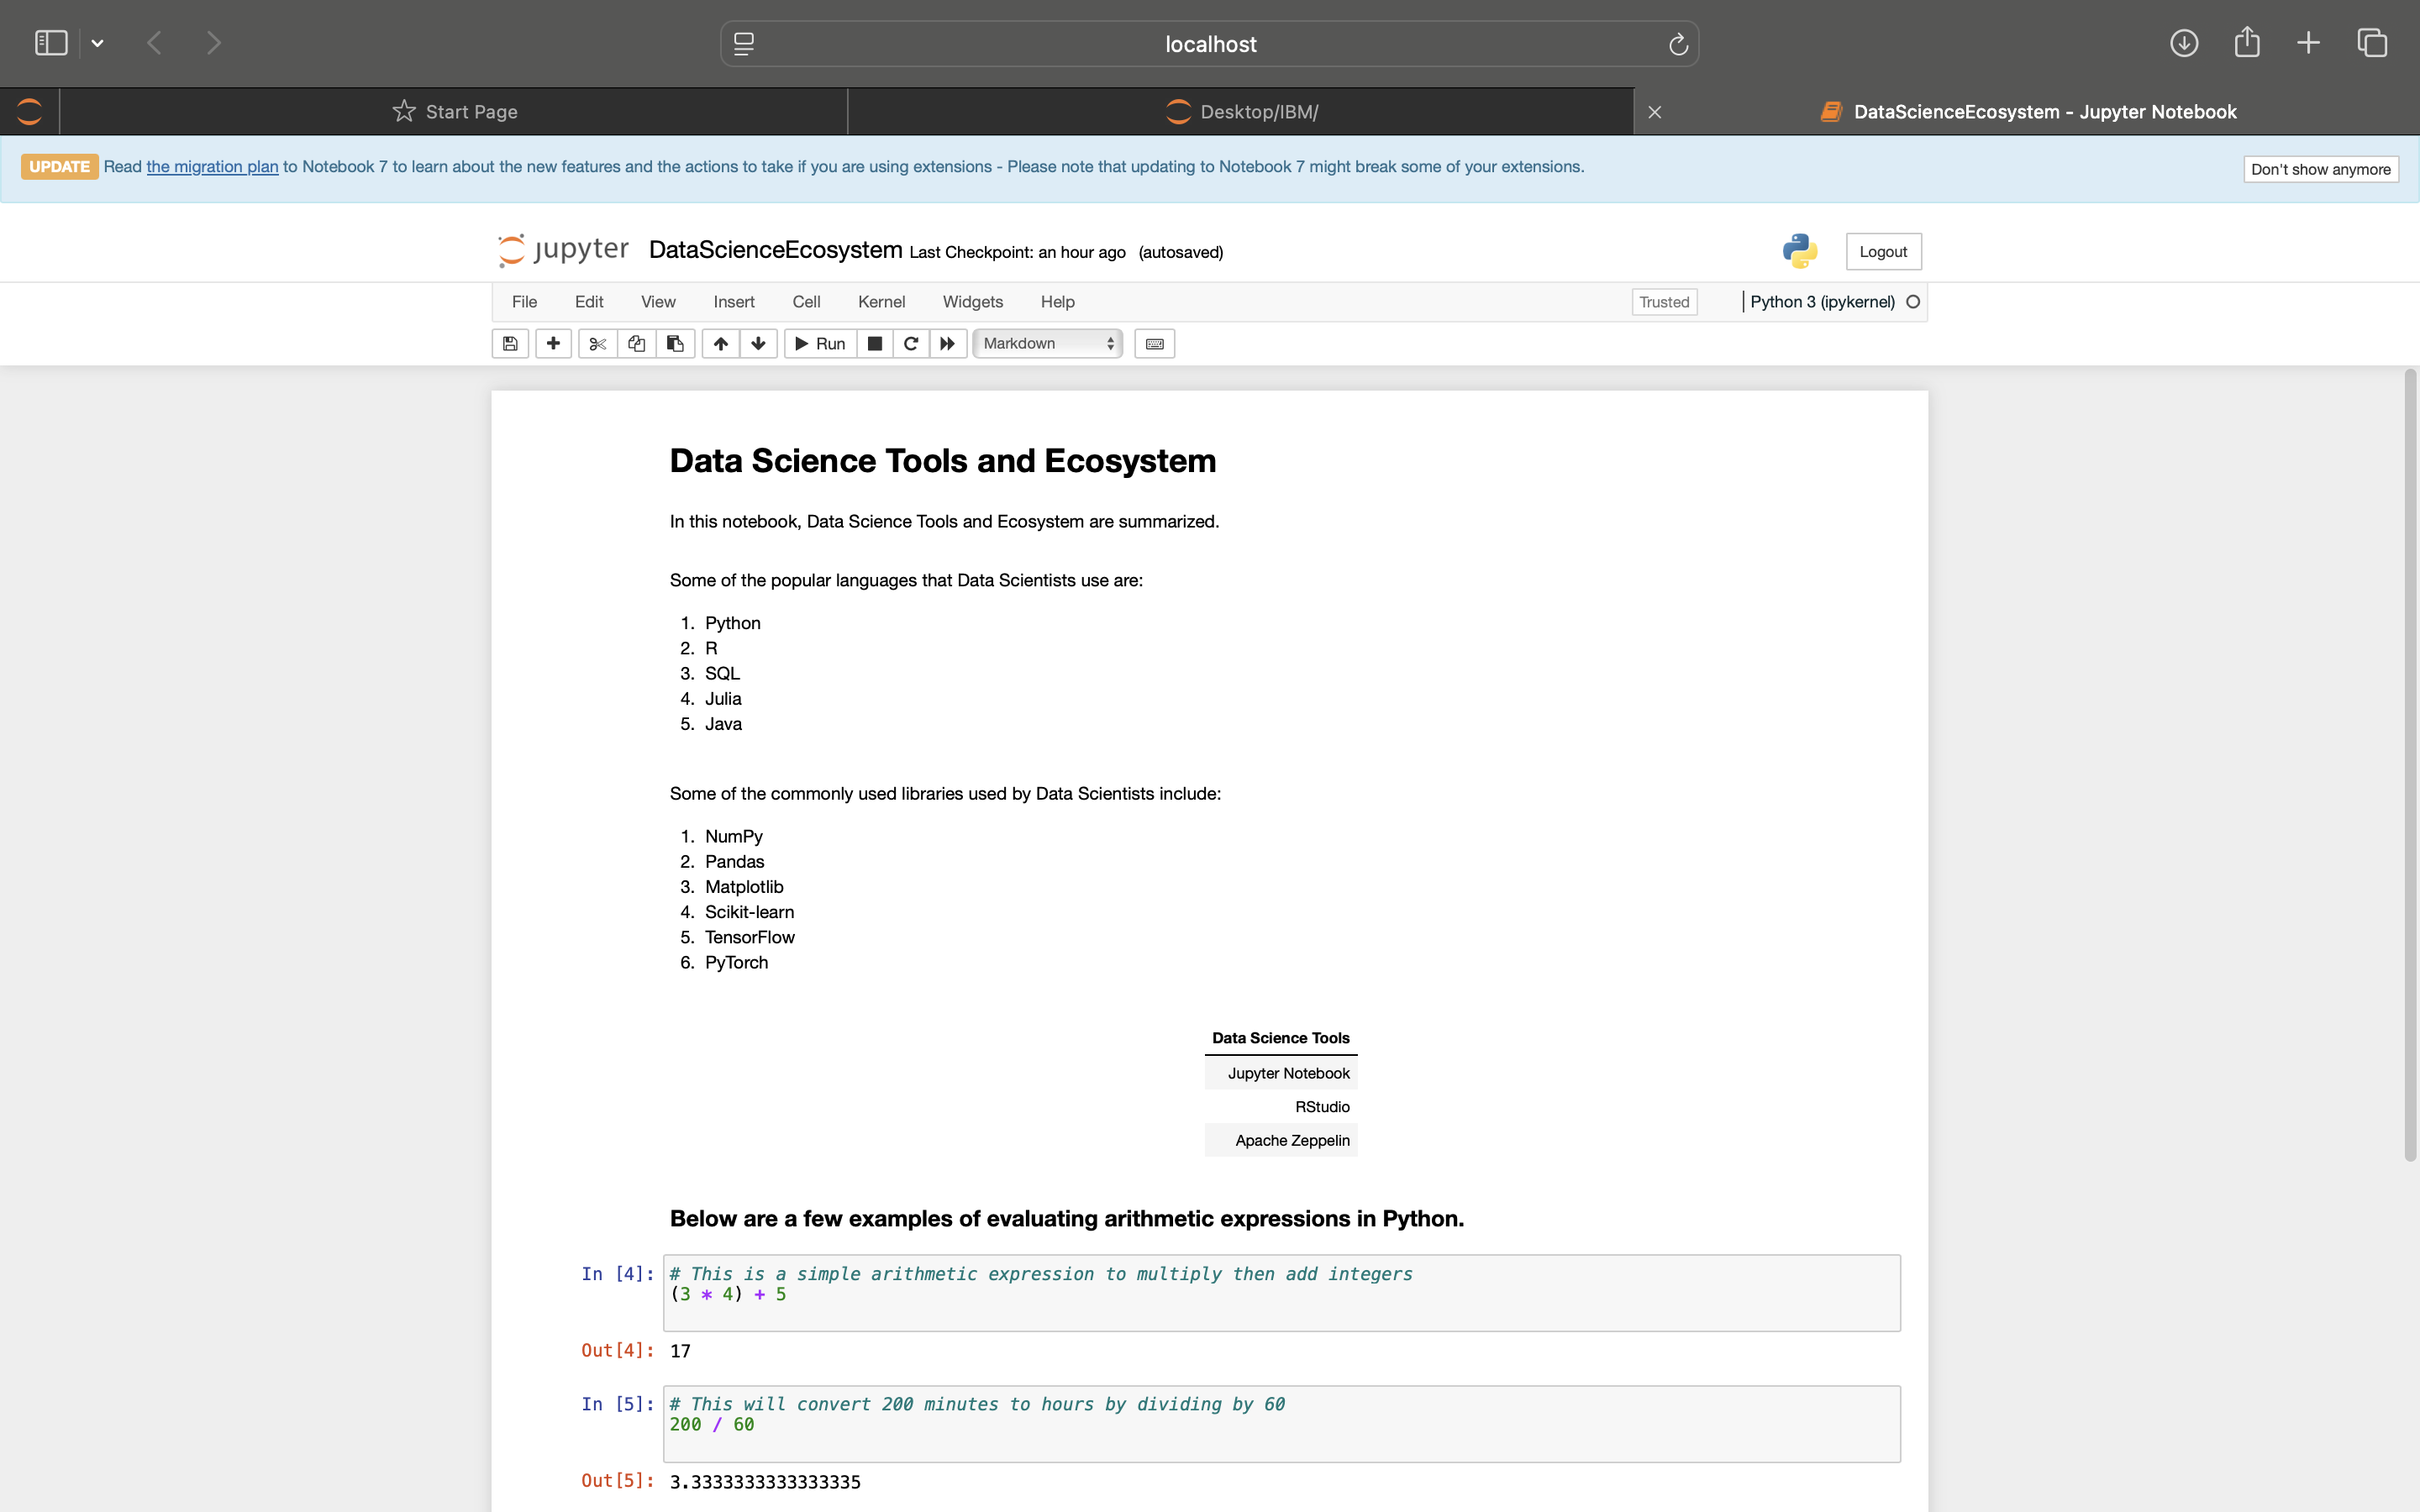 localhost
Start Page
Desktop/IBM/
DataScienceEcosystem - Jupyter Notebook
UPDATE Read the migration plan to Notebook 7 to learn about the new features and the actions to take if you are using extensions - Please note that updating to Notebook 7 might break some of your extensions.
Don't show anymore
jupyter DataScienceEcosystem Last Checkpoint: an hour ago (autosaved)
Logout
File Edit View Insert Cell Kernel Widgets Help
Trusted
Python 3 (ipykernel)
Run
Markdown
Data Science Tools and Ecosystem
In this notebook, Data Science Tools and Ecosystem are summarized.
Some of the popular languages that Data Scientists use are:
1. Python
2. R
3. SQL
4. Julia
5. Java
Some of the commonly used libraries used by Data Scientists include:
1. NumPy
2. Pandas
3. Matplotlib
4. Scikit-learn
5. TensorFlow
6. PyTorch
Data Science Tools
Jupyter Notebook
RStudio
Apache Zeppelin
Below are a few examples of evaluating arithmetic expressions in Python.
In [4]: # This is a simple arithmetic expression to multiply then add integers
(3 * 4) + 5
Out[4]: 17
In [5]: # This will convert 200 minutes to hours by dividing by 60
200 / 60
Out[5]: 3.3333333333333335